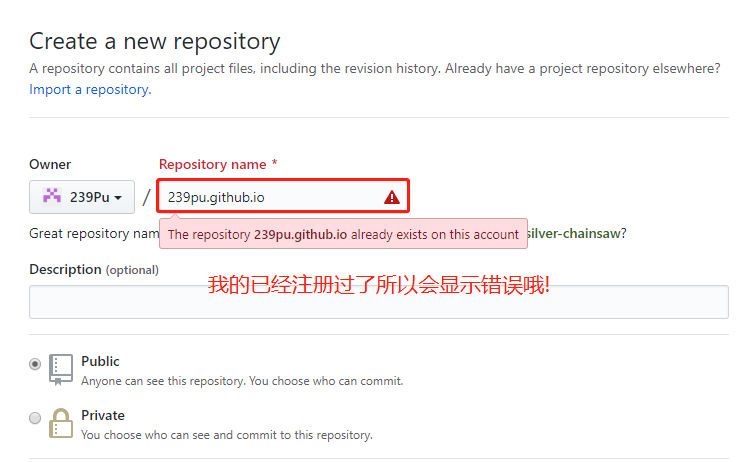 Create a new repository
A repository contains all project files, including the revision history. Already have a project repository elsewhere?
Import a repository.
Owner
Repository name *
239Pu
/
239pu.github.io
The repository 239pu.github.io already exists on this account
Great repository nam silver-chainsaw?
Description (optional)
我的已经注册过了所以会显示错误哦!
Public
Anyone can see this repository. You choose who can commit.
Private
You choose who can see and commit to this repository.